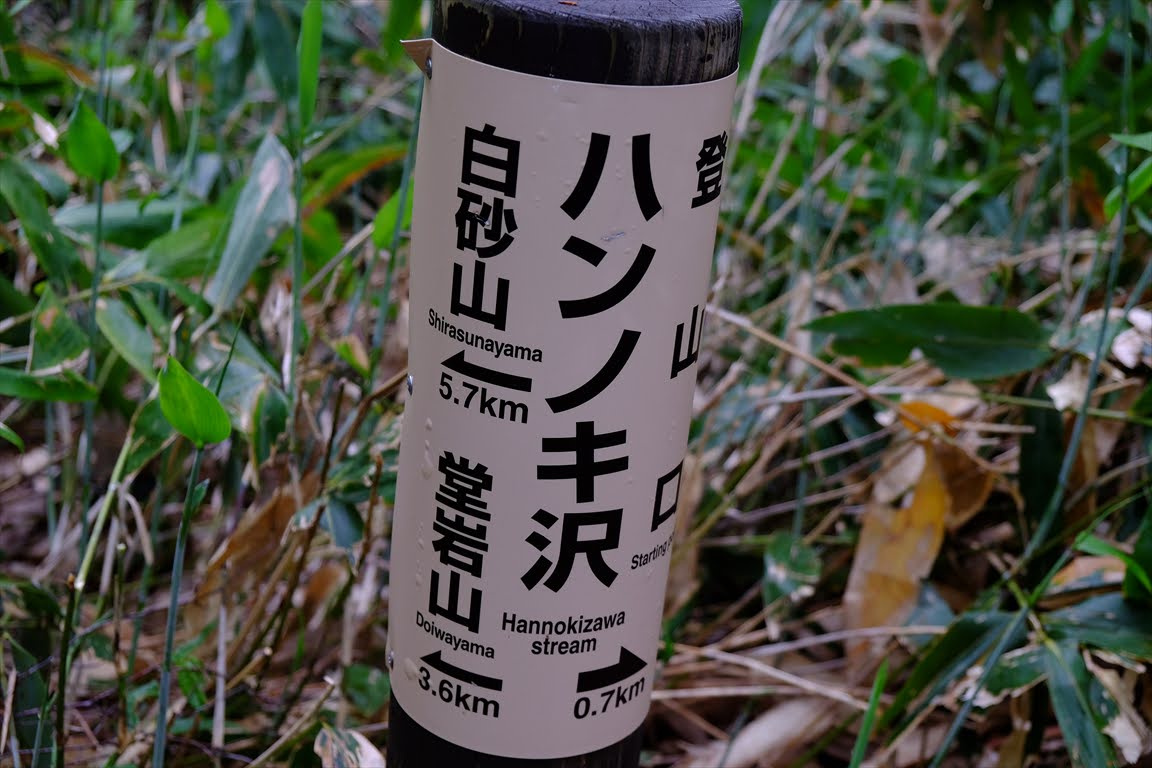 登山口
Starting
ハンノキ沢
Hannokizawa
stream
0.7km
白砂山
Shirasunayama
5.7km
堂岩山
Doiwayama
3.6km